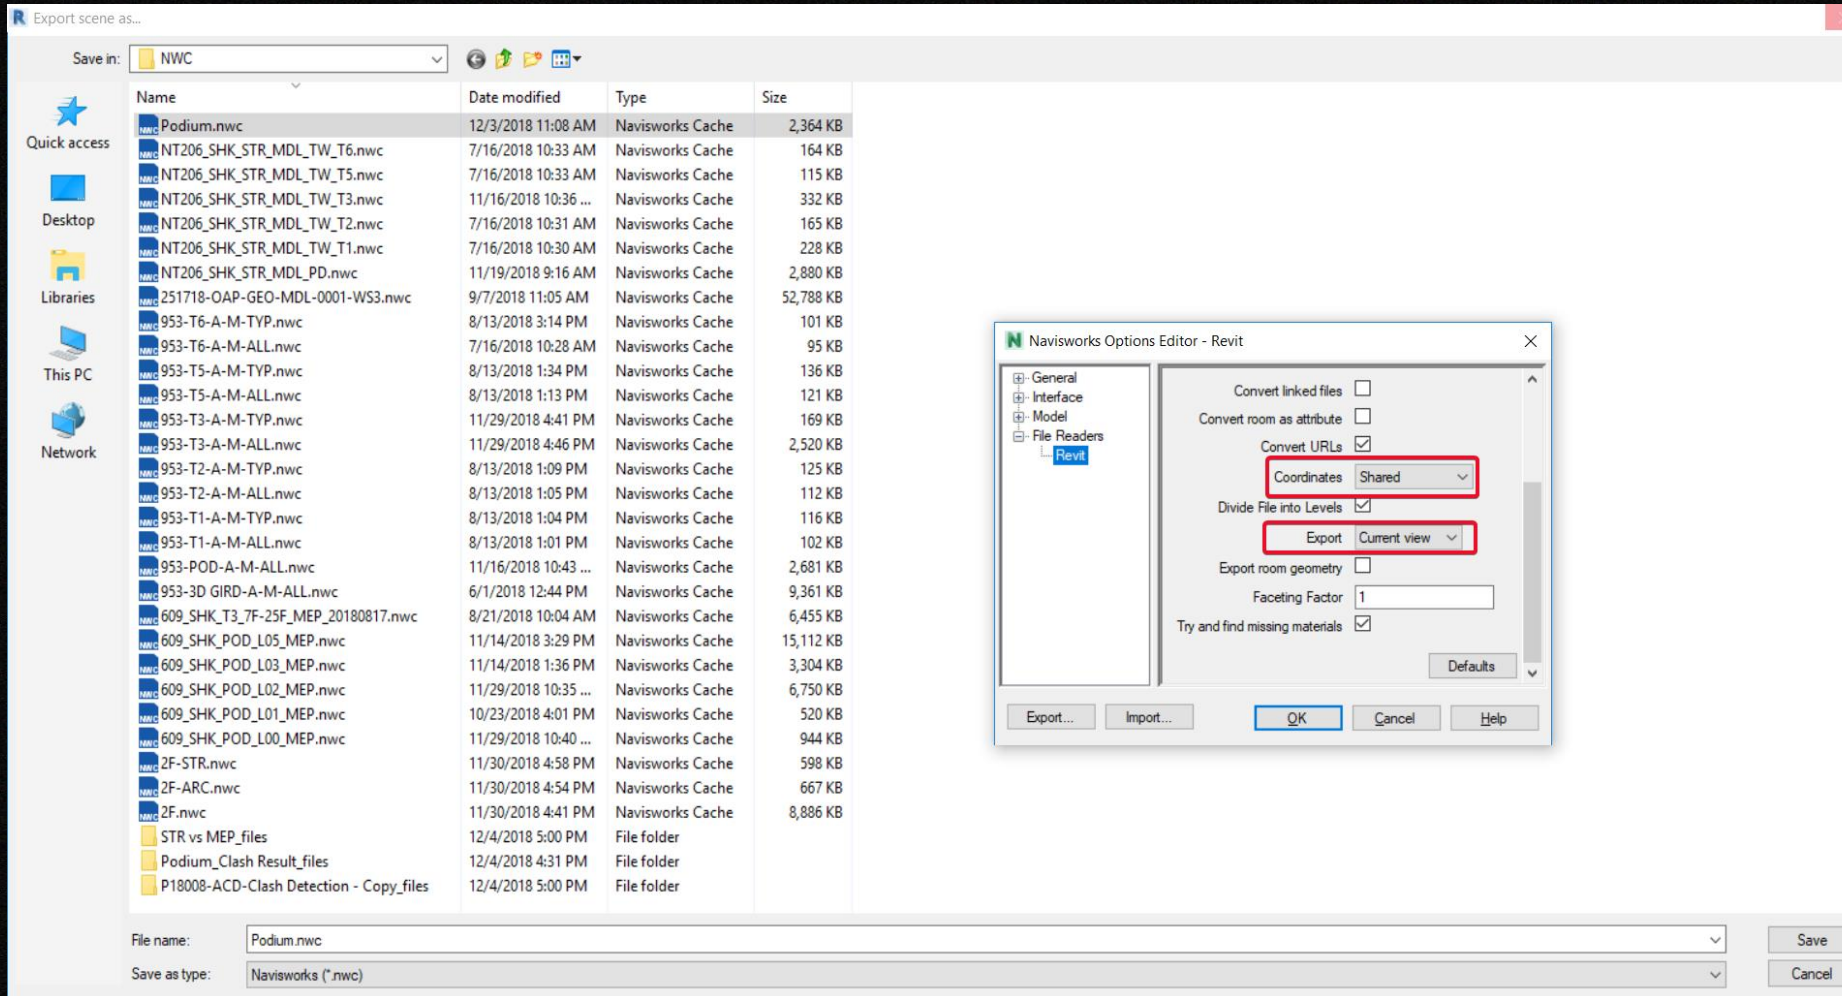 Export scene as...
Save in: NWC
Name Date modified Type Size
Podium.nwc 12/3/2018 11:08 AM Navisworks Cache 2,364 KB
NT206_SHK_STR_MDL_TW_T6.nwc 7/16/2018 10:33 AM Navisworks Cache 164 KB
NT206_SHK_STR_MDL_TW_T5.nwc 7/16/2018 10:33 AM Navisworks Cache 115 KB
NT206_SHK_STR_MDL_TW_T3.nwc 11/16/2018 10:36 ... Navisworks Cache 332 KB
NT206_SHK_STR_MDL_TW_T2.nwc 7/16/2018 10:31 AM Navisworks Cache 165 KB
NT206_SHK_STR_MDL_TW_T1.nwc 7/16/2018 10:30 AM Navisworks Cache 228 KB
NT206_SHK_STR_MDL_PD.nwc 11/19/2018 9:16 AM Navisworks Cache 2,880 KB
251718-OAP-GEO-MDL-0001-WS3.nwc 9/7/2018 11:05 AM Navisworks Cache 52,788 KB
953-T6-A-M-TYP.nwc 8/13/2018 3:14 PM Navisworks Cache 101 KB
953-T6-A-M-ALL.nwc 7/16/2018 10:28 AM Navisworks Cache 95 KB
953-T5-A-M-TYP.nwc 8/13/2018 1:34 PM Navisworks Cache 136 KB
953-T5-A-M-ALL.nwc 8/13/2018 1:13 PM Navisworks Cache 121 KB
953-T3-A-M-TYP.nwc 11/29/2018 4:41 PM Navisworks Cache 169 KB
953-T3-A-M-ALL.nwc 11/29/2018 4:46 PM Navisworks Cache 2,520 KB
953-T2-A-M-TYP.nwc 8/13/2018 1:09 PM Navisworks Cache 125 KB
953-T2-A-M-ALL.nwc 8/13/2018 1:05 PM Navisworks Cache 112 KB
953-T1-A-M-TYP.nwc 8/13/2018 1:04 PM Navisworks Cache 116 KB
953-T1-A-M-ALL.nwc 8/13/2018 1:01 PM Navisworks Cache 102 KB
953-POD-A-M-ALL.nwc 11/16/2018 10:43 ... Navisworks Cache 2,681 KB
953-3D GIRD-A-M-ALL.nwc 6/1/2018 12:44 PM Navisworks Cache 9,361 KB
609_SHK_T3_7F-25F_MEP_20180817.nwc 8/21/2018 10:04 AM Navisworks Cache 6,455 KB
609_SHK_POD_L05_MEP.nwc 11/14/2018 3:29 PM Navisworks Cache 15,112 KB
609_SHK_POD_L03_MEP.nwc 11/14/2018 1:36 PM Navisworks Cache 3,304 KB
609_SHK_POD_L02_MEP.nwc 11/29/2018 10:35 ... Navisworks Cache 6,750 KB
609_SHK_POD_L01_MEP.nwc 10/23/2018 4:01 PM Navisworks Cache 520 KB
609_SHK_POD_L00_MEP.nwc 11/29/2018 10:40 ... Navisworks Cache 944 KB
2F-STR.nwc 11/30/2018 4:58 PM Navisworks Cache 598 KB
2F-ARC.nwc 11/30/2018 4:54 PM Navisworks Cache 667 KB
2F.nwc 11/30/2018 4:41 PM Navisworks Cache 8,886 KB
STR vs MEP_files 12/4/2018 5:00 PM File folder
Podium_Clash Result_files 12/4/2018 4:31 PM File folder
P18008-ACD-Clash Detection - Copy_files 12/4/2018 5:00 PM File folder
Quick access
Desktop
Libraries
This PC
Network
Navisworks Options Editor - Revit
General
Interface
Model
File Readers
Revit
Convert linked files
Convert room as attribute
Convert URLs
Coordinates Shared
Divide File into Levels
Export Current view
Export room geometry
Faceting Factor 1
Try and find missing materials
Defaults
Export... Import... OK Cancel Help
File name: Podium.nwc Save
Save as type: Navisworks (*.nwc) Cancel